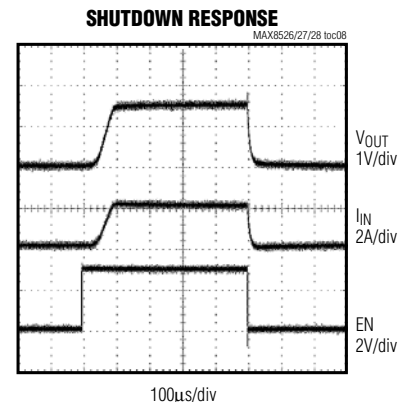 SHUTDOWN RESPONSE
MAX8526/27/28 toc08
VOUT
1V/div
IIN
2A/div
EN
2V/div
100μs/div